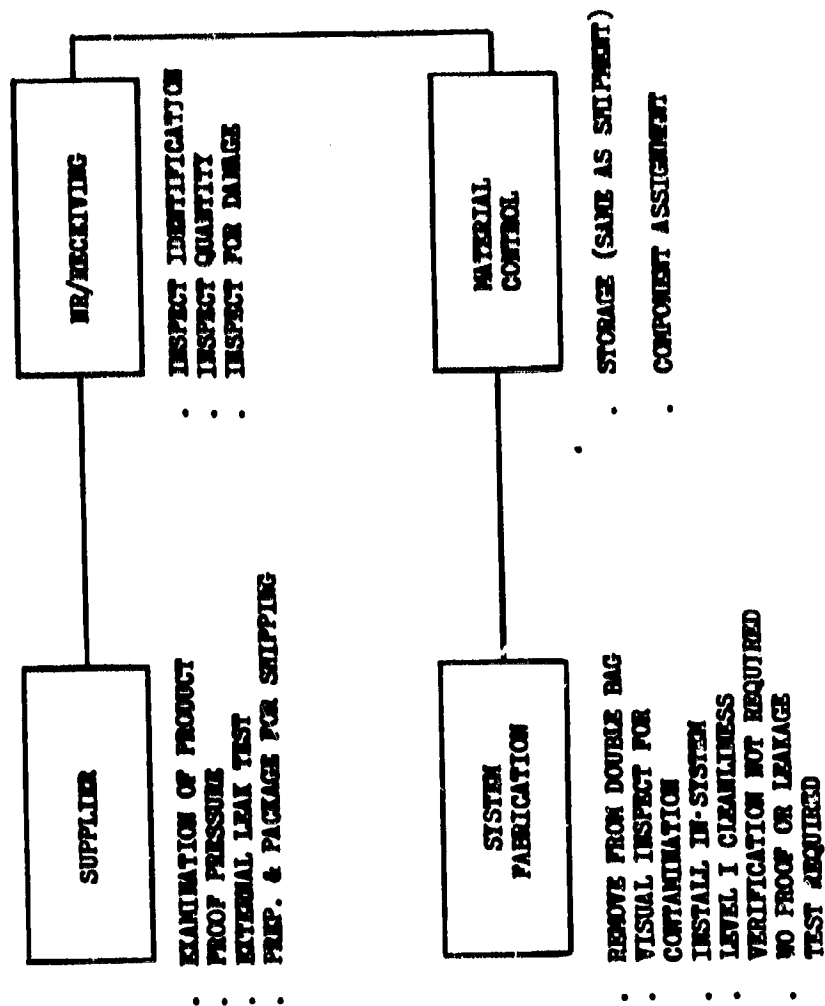 SUPPLIER
• EXAMINATION OF PRODUCT
• PROOF PRESSURE
• EXTERNAL LEAK TEST
• PREP. & PACKAGE FOR SHIPPING
NR/RECEIVING
• INSPECT IDENTIFICATION
• INSPECT QUANTITY
• INSPECT FOR DAMAGE
SYSTEM
FABRICATION
• REMOVE FROM DOUBLE BAG
• VISUAL INSPECT FOR
CONTAMINATION
• INSTALL IN-SYSTEM
• LEVEL I CLEANLINESS
VERIFICATION NOT REQUIRED
• NO PROOF OR LEAKAGE
TEST REQUIRED
MATERIAL
CONTROL
• STORAGE (SAME AS SHIPMENT)
• COMPONENT ASSIGNMENT